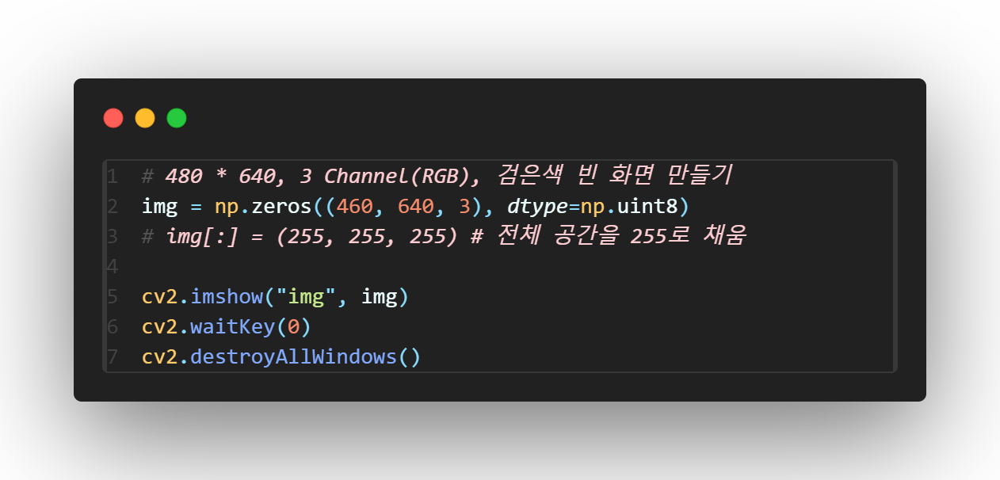 1 # 480 * 640, 3 Channel(RGB), 검은색 빈 화면 만들기
2 img = np.zeros((460, 640, 3), dtype=np.uint8)
3 # img[:] = (255, 255, 255) # 전체 공간을 255로 채움
4
5 cv2.imshow("img", img)
6 cv2.waitKey(0)
7 cv2.destroyAllWindows()